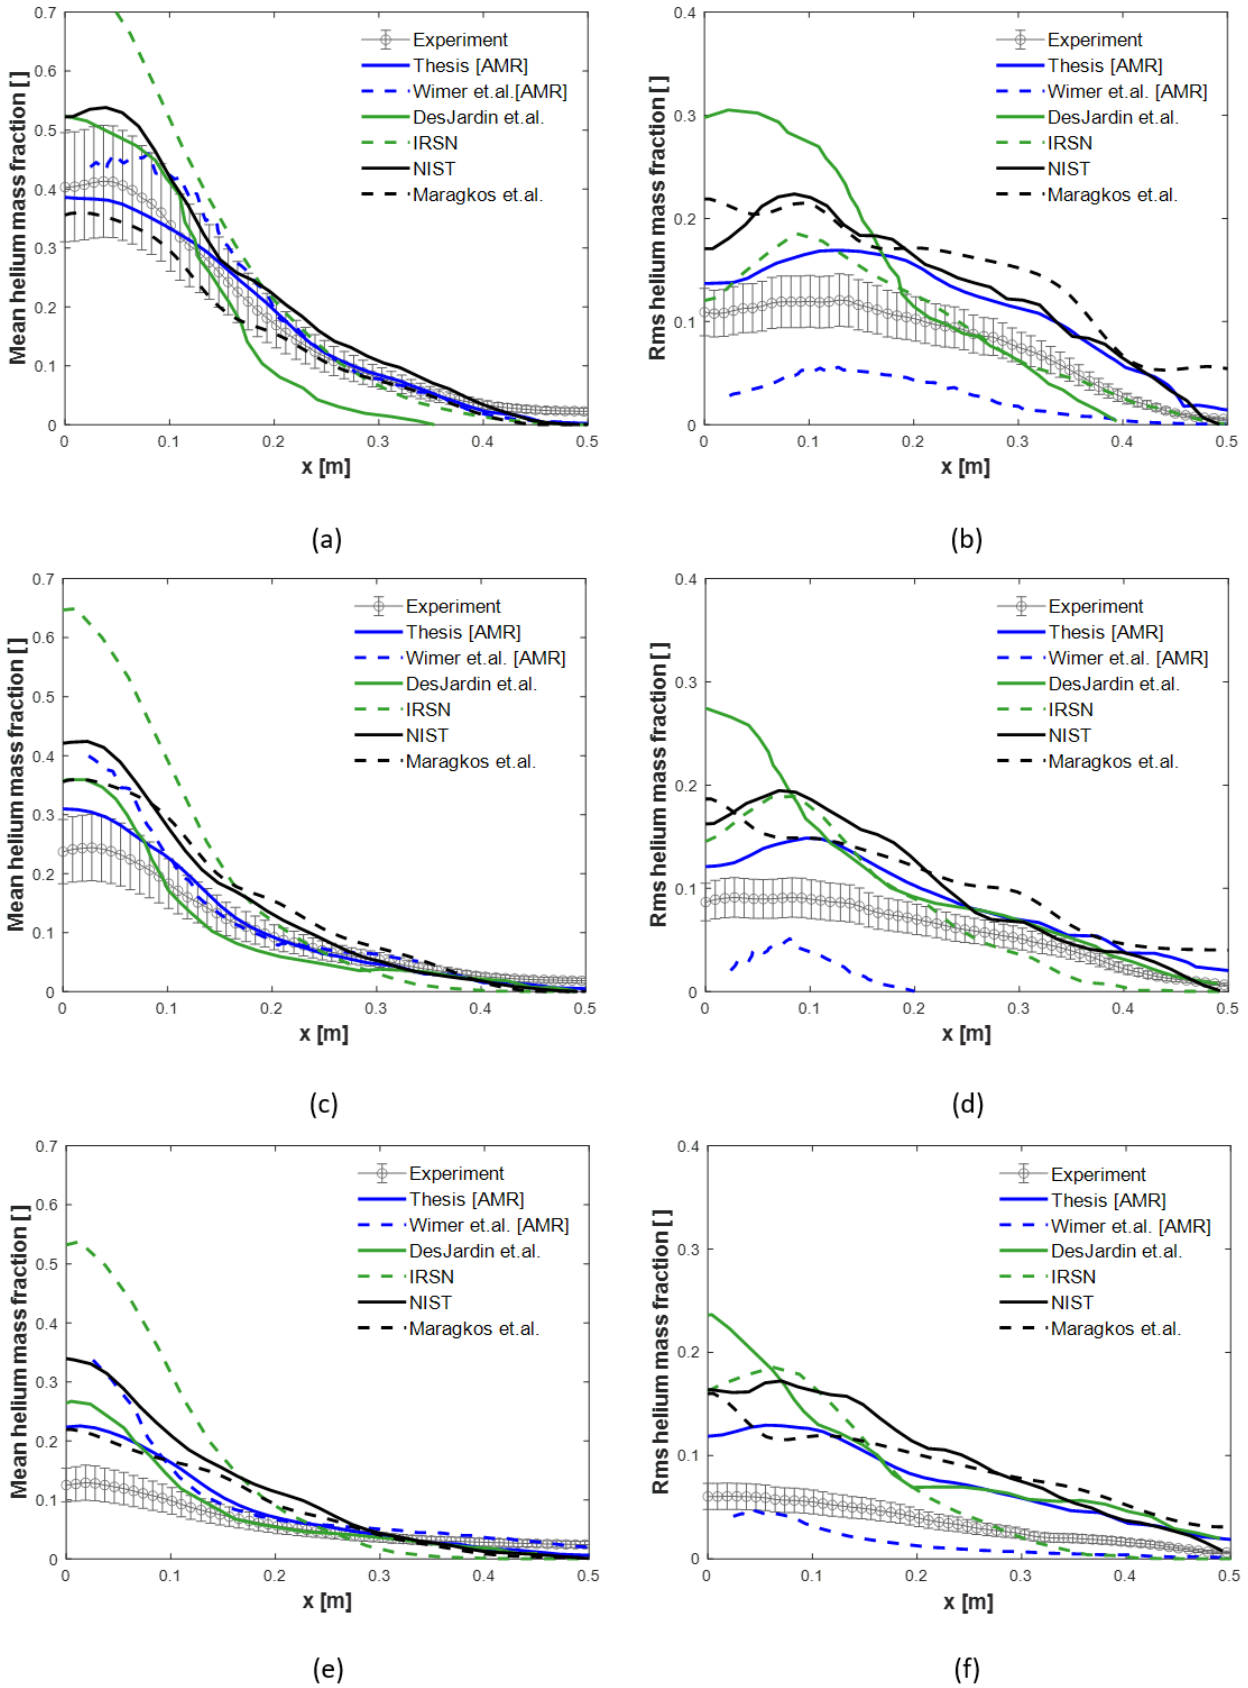 Mean helium mass fraction [ ]
0.7
0.6
0.5
0.4
0.3
0.2
0.1
0
Experiment
Thesis [AMR]
Wimer et.al.[AMR]
DesJardin et.al.
IRSN
NIST
Maragkos et.al.
0 0.1 0.2 0.3 0.4 0.5
x [m]
(a)
Rms helium mass fraction [ ]
0.4
0.3
0.2
0.1
0
Experiment
Thesis [AMR]
Wimer et.al.[AMR]
DesJardin et.al.
IRSN
NIST
Maragkos et.al.
0 0.1 0.2 0.3 0.4 0.5
x [m]
(b)
Mean helium mass fraction [ ]
0.7
0.6
0.5
0.4
0.3
0.2
0.1
0
Experiment
Thesis [AMR]
Wimer et.al. [AMR]
DesJardin et.al.
IRSN
NIST
Maragkos et.al.
0 0.1 0.2 0.3 0.4 0.5
x [m]
(c)
Rms helium mass fraction [ ]
0.4
0.3
0.2
0.1
0
Experiment
Thesis [AMR]
Wimer et.al. [AMR]
DesJardin et.al.
IRSN
NIST
Maragkos et.al.
0 0.1 0.2 0.3 0.4 0.5
x [m]
(d)
Mean helium mass fraction [ ]
0.7
0.6
0.5
0.4
0.3
0.2
0.1
0
Experiment
Thesis [AMR]
Wimer et.al. [AMR]
DesJardin et.al.
IRSN
NIST
Maragkos et.al.
0 0.1 0.2 0.3 0.4 0.5
x [m]
(e)
Rms helium mass fraction [ ]
0.4
0.3
0.2
0.1
0
Experiment
Thesis [AMR]
Wimer et.al. [AMR]
DesJardin et.al.
IRSN
NIST
Maragkos et.al.
0 0.1 0.2 0.3 0.4 0.5
x [m]
(f)